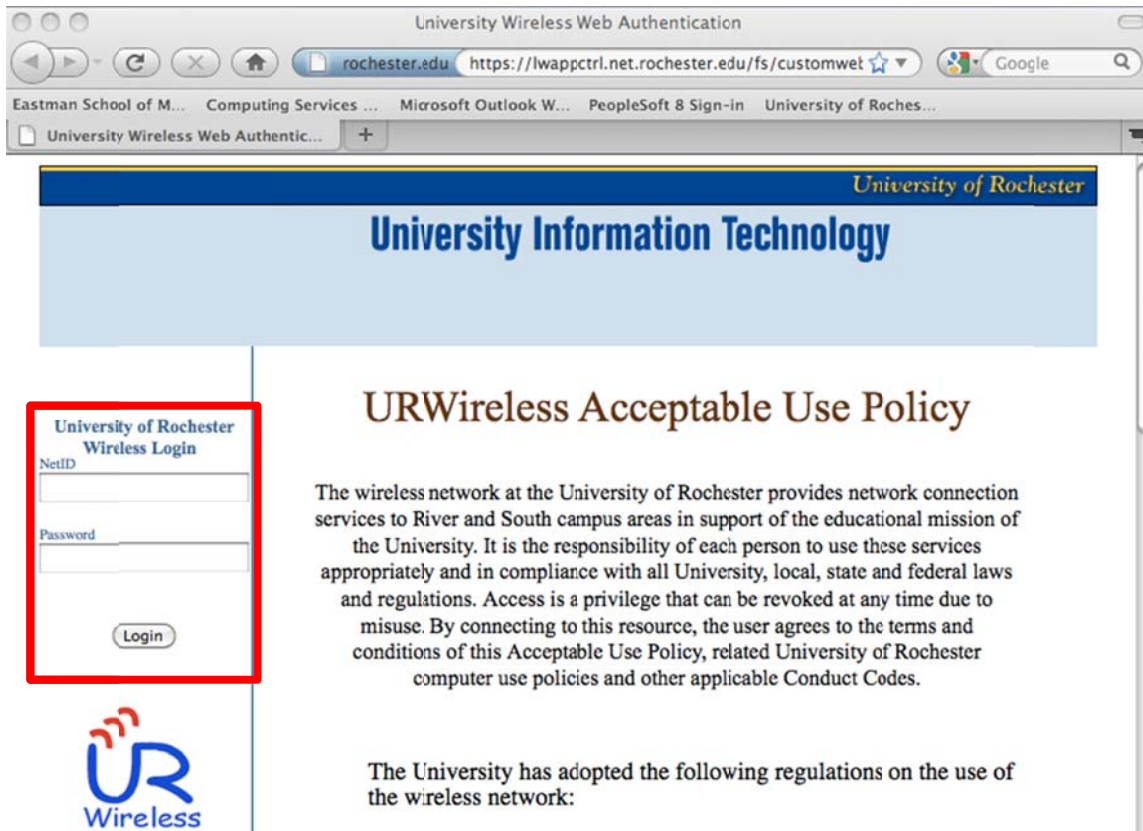 University Wireless Web Authentication
rochester.edu https://lwappctrl.net.rochester.edu/fs/customwet
Google
Eastman School of M... Computing Services ... Microsoft Outlook W... PeopleSoft 8 Sign-in University of Roches...
University Wireless Web Authentic... +
University of Rochester
University Information Technology
University of Rochester
Wireless Login
NetID
Password
Login
UR
Wireless
URWireless Acceptable Use Policy
The wireless network at the University of Rochester provides network connection
services to River and South campus areas in support of the educational mission of
the University. It is the responsibility of each person to use these services
appropriately and in compliance with all University, local, state and federal laws
and regulations. Access is a privilege that can be revoked at any time due to
misuse. By connecting to this resource, the user agrees to the terms and
conditions of this Acceptable Use Policy, related University of Rochester
computer use policies and other applicable Conduct Codes.
The University has adopted the following regulations on the use of
the wireless network: